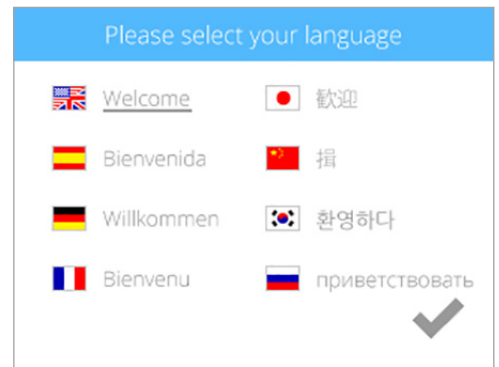 Please select your language
Welcome
歓迎
Bienvenida
揖
Willkommen
환영하다
Bienvenu
приветствовать